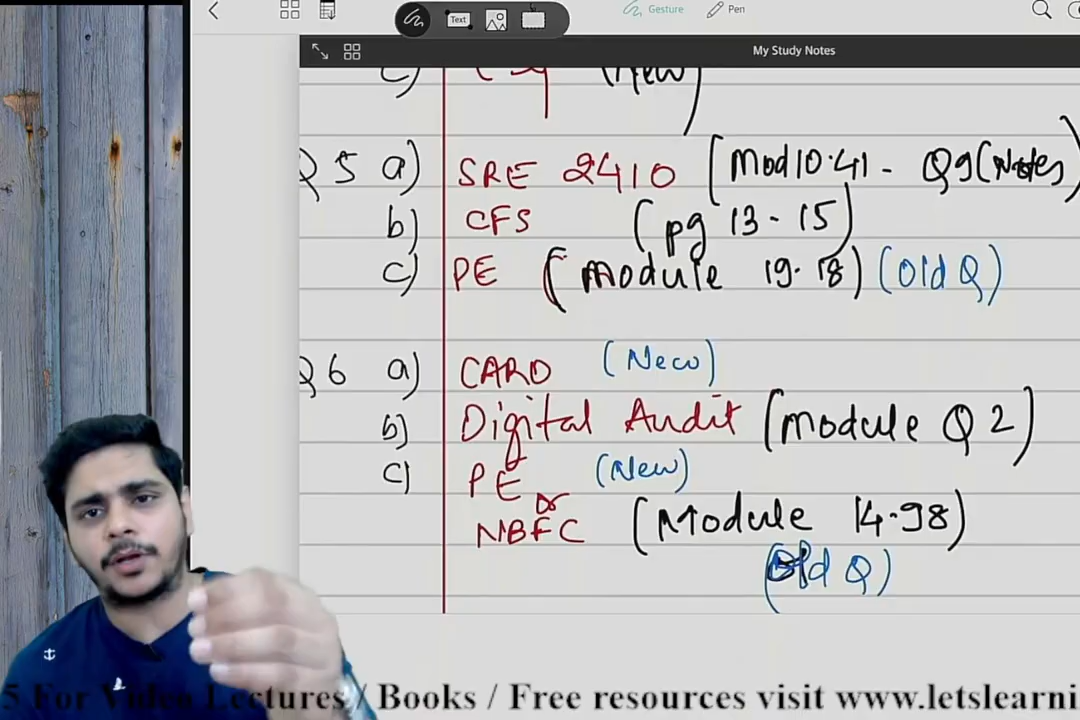 Text Gesture Pen
My Study Notes
c) (New)
Q5 a) SRE 2410 (Mod 10.41 - Q9 (Notes)
b) CFS (pg 13-15)
c) PE (module 19.18) (Old Q)
Q6 a) CARO (New)
b) Digital Audit (module Q 2)
c) PE (New)
or
NBFC (Module 14.98)
(Old Q)
5 For Video Lectures / Books / Free resources visit www.letslearni